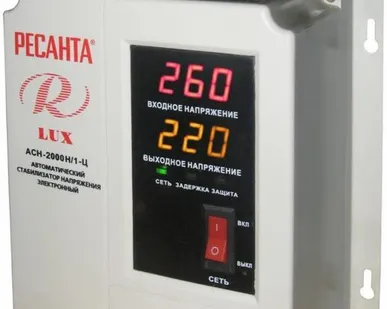 РЕСАНТА®
R
LUX
АСН-2000Н/1-Ц
АВТОМАТИЧЕСКИЙ
СТАБИЛИЗАТОР НАПРЯЖЕНИЯ
ЭЛЕКТРОННЫЙ
260
ВХОДНОЕ НАПРЯЖЕНИЕ
220
ВЫХОДНОЕ НАПРЯЖЕНИЕ
СЕТЬ ЗАДЕРЖКА ЗАЩИТА
ВКЛ
I
O
ВЫКЛ
СЕТЬ